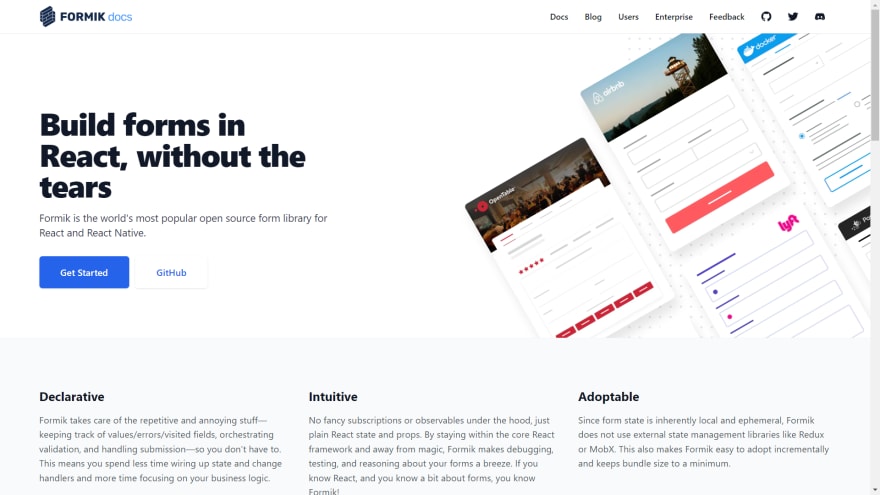 FORMIK docs
Docs
Blog
Users
Enterprise
Feedback
Build forms in
React, without the
tears
Formik is the world's most popular open source form library for
React and React Native.
Get Started
GitHub
airbnb
docker
OpenTable
lyft
Declarative
Formik takes care of the repetitive and annoying stuff—
keeping track of values/errors/visited fields, orchestrating
validation, and handling submission—so you don't have to.
This means you spend less time wiring up state and change
handlers and more time focusing on your business logic.
Intuitive
No fancy subscriptions or observables under the hood, just
plain React state and props. By staying within the core React
framework and away from magic, Formik makes debugging,
testing, and reasoning about your forms a breeze. If you
know React, and you know a bit about forms, you know
Formik!
Adoptable
Since form state is inherently local and ephemeral, Formik
does not use external state management libraries like Redux
or MobX. This also makes Formik easy to adopt incrementally
and keeps bundle size to a minimum.